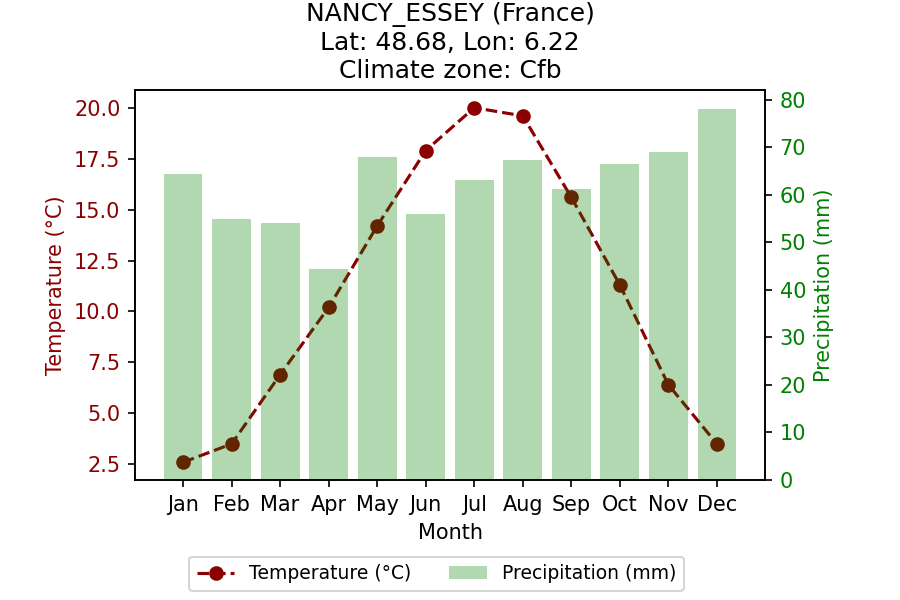 NANCY_ESSEY (France)
Lat: 48.68, Lon: 6.22
Climate zone: Cfb
Temperature (°C)
20.0
17.5
15.0
12.5
10.0
7.5
5.0
2.5
80
70
60
50
40
30
20
10
0
Precipitation (mm)
Jan Feb Mar Apr May Jun Jul Aug Sep Oct Nov Dec
Month
Temperature (°C) Precipitation (mm)